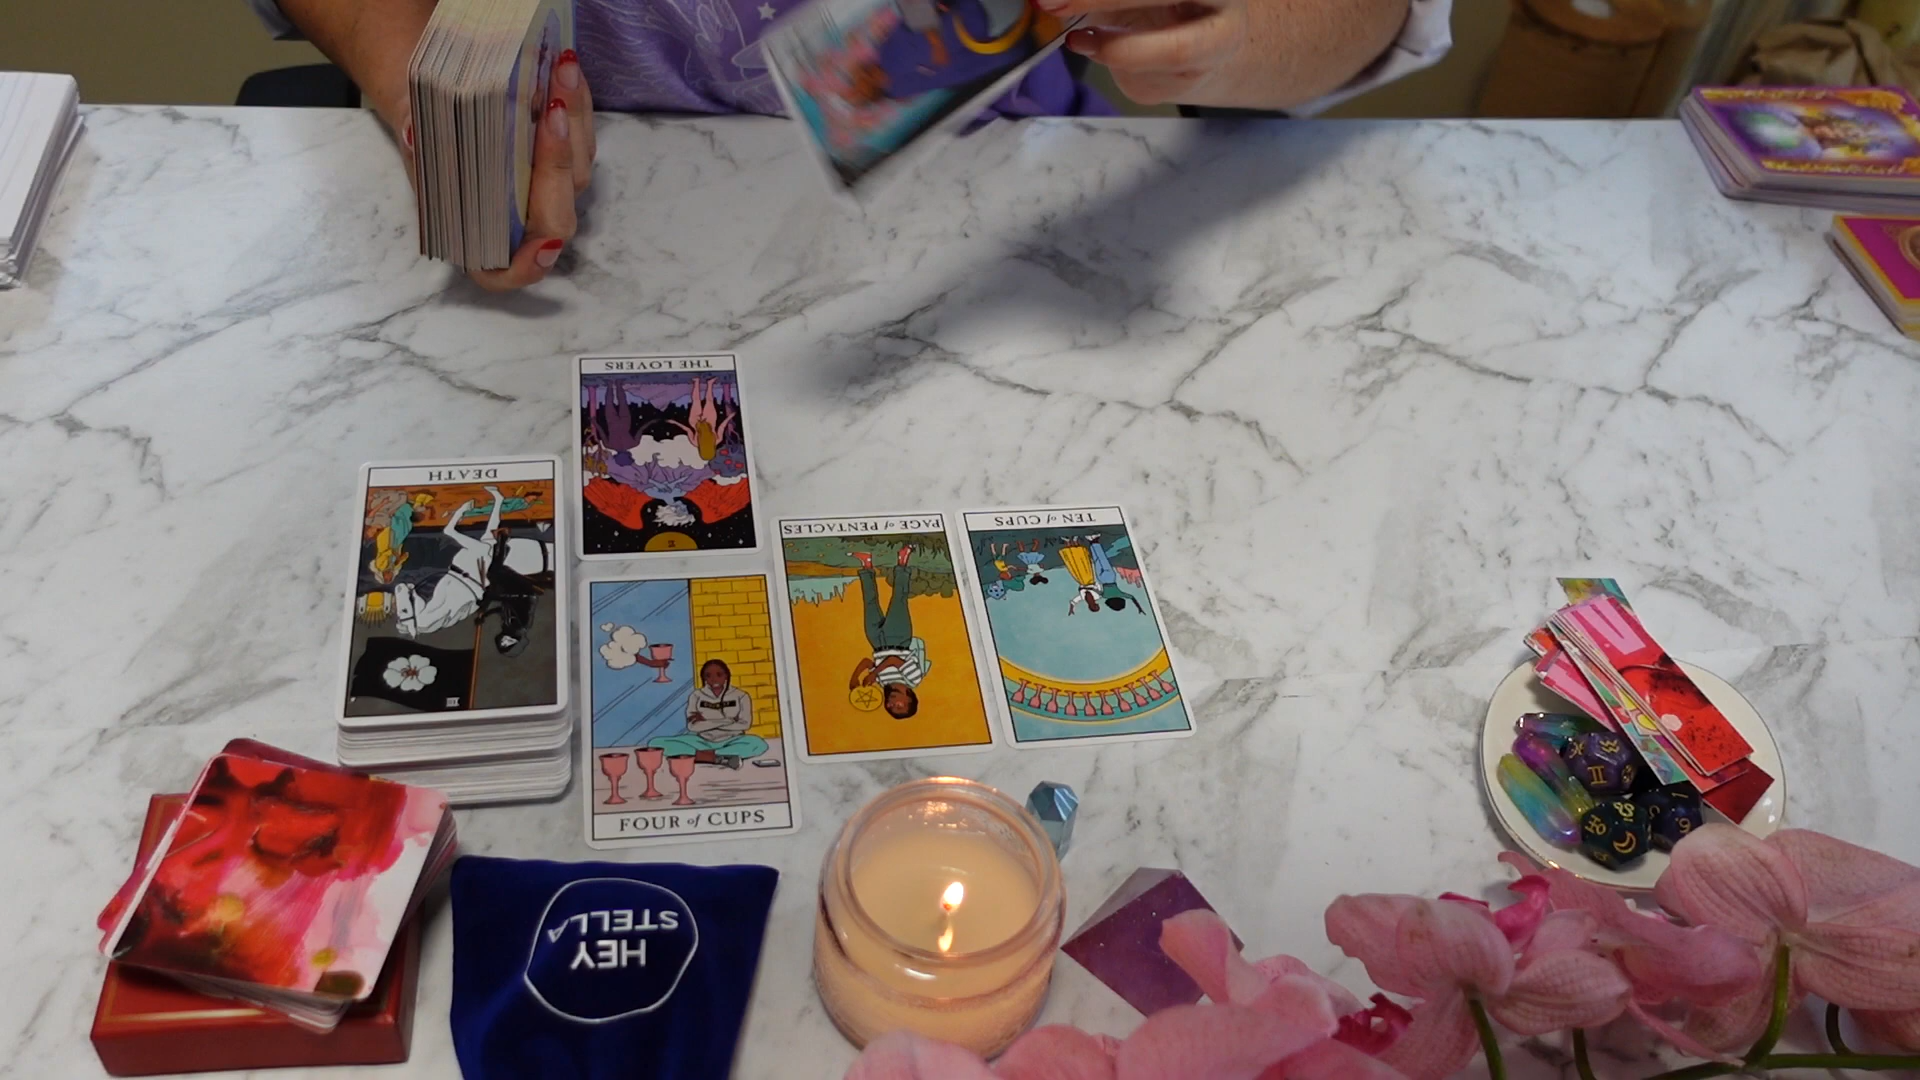 THE LOVERS
DEATH
PAGE of PENTACLES
TEN of CUPS
FOUR of CUPS
HEY
STELLA